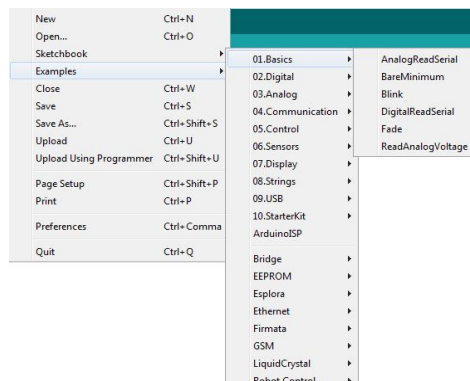 New Ctrl+N
Open... Ctrl+O
Sketchbook
Examples
Close Ctrl+W
Save Ctrl+S
Save As... Ctrl+Shift+S
Upload Ctrl+U
Upload Using Programmer Ctrl+Shift+U
Page Setup Ctrl+Shift+P
Print Ctrl+P
Preferences Ctrl+Comma
Quit Ctrl+Q
01.Basics
02.Digital
03.Analog
04.Communication
05.Control
06.Sensors
07.Display
08.Strings
09.USB
10.StarterKit
ArduinoISP
Bridge
EEPROM
Esplora
Ethernet
Firmata
GSM
LiquidCrystal
Robot Control
AnalogReadSerial
BareMinimum
Blink
DigitalReadSerial
Fade
ReadAnalogVoltage